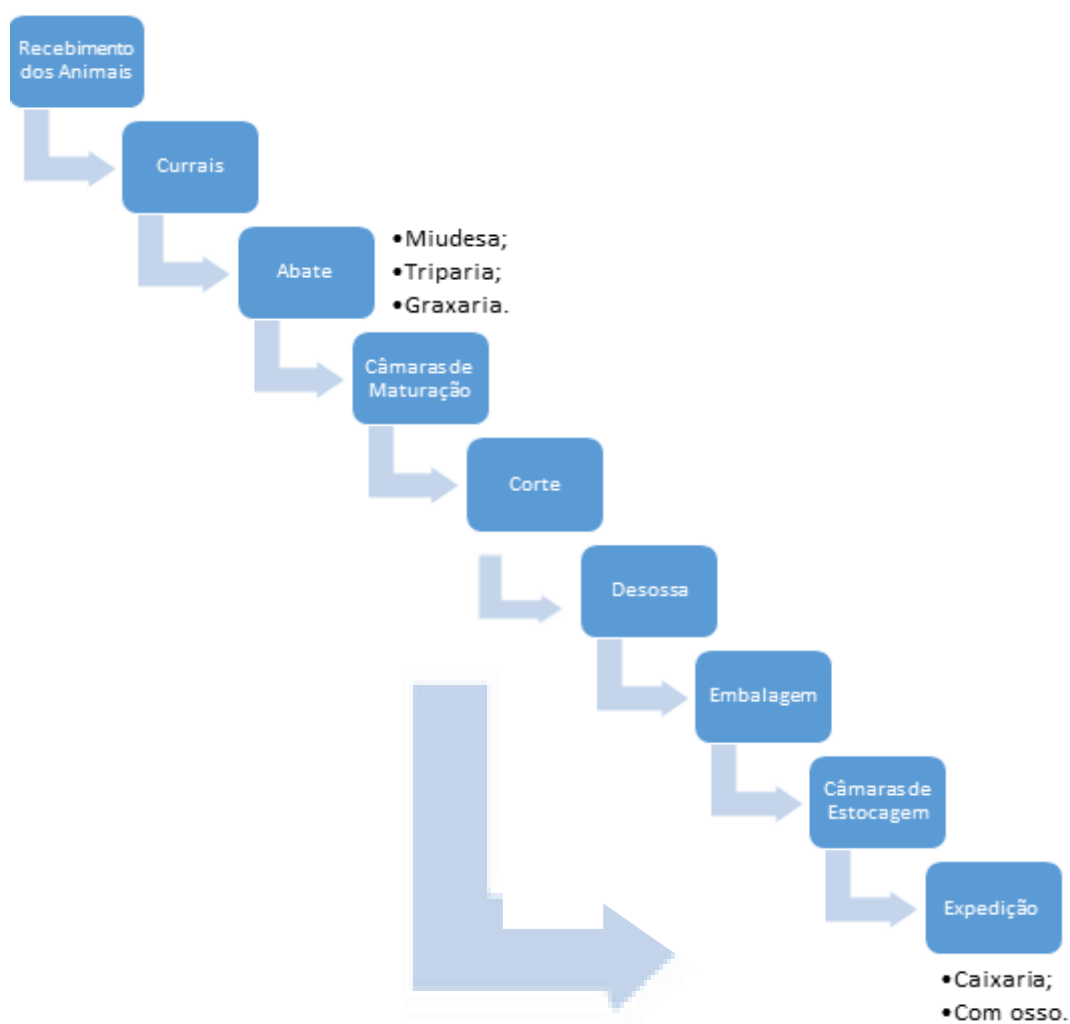 Recebimento
dos Animais
Currais
Abate
•Miudesa;
•Triparia;
•Graxaria.
Câmaras de
Maturação
Corte
Desossa
Embalagem
Câmaras de
Estocagem
Expedição
•Caixaria;
•Com osso.